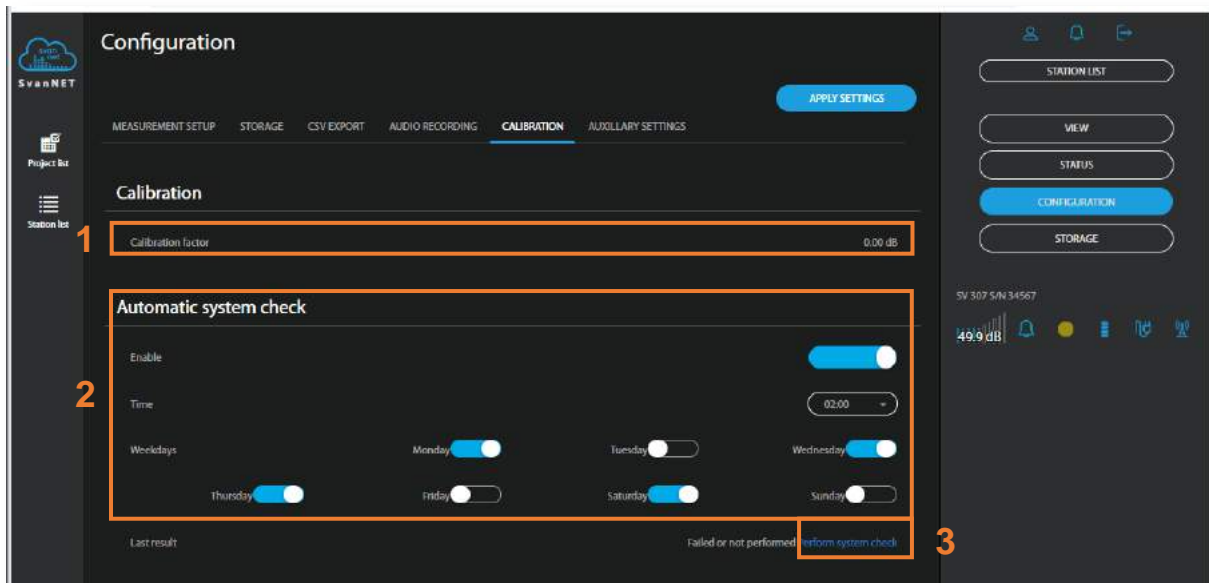 svan
net
SvanNET
Project list
Station list
Configuration
APPLY SETTINGS
MEASUREMENT SETUP STORAGE CSV EXPORT AUDIO RECORDING CALIBRATION AUXILLARY SETTINGS
Calibration
1
Calibration factor 0.00 dB
Automatic system check
Enable
2
Time 02:00
Weekdays Monday Tuesday Wednesday
Thursday Friday Saturday Sunday
Last result Failed or not performed Perform system check
3
STATION LIST
VIEW
STATUS
CONFIGURATION
STORAGE
SV 307 S/N 34567
49.9 dB